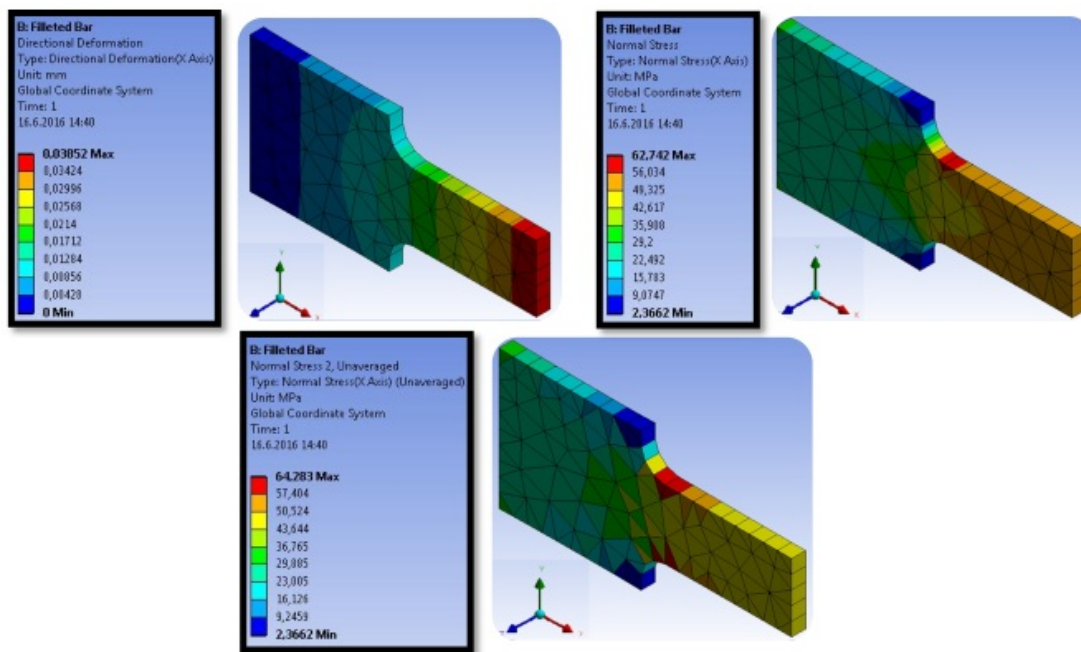 B: Filleted Bar
Directional Deformation
Type: Directional Deformation(X Axis)
Unit: mm
Global Coordinate System
Time: 1
16.6.2016 14:40
0,03852 Max
0,03424
0,02996
0,02568
0,0214
0,01712
0,01284
0,00856
0,00428
0 Min
B: Filleted Bar
Normal Stress
Type: Normal Stress(X Axis)
Unit: MPa
Global Coordinate System
Time: 1
16.6.2016 14:40
62,742 Max
56,034
49,325
42,617
35,908
29,2
22,492
15,783
9,0747
2,3662 Min
B: Filleted Bar
Normal Stress 2, Unaveraged
Type: Normal Stress(X Axis) (Unaveraged)
Unit: MPa
Global Coordinate System
Time: 1
16.6.2016 14:40
64,283 Max
57,404
50,524
43,644
36,765
29,885
23,005
16,126
9,2459
2,3662 Min